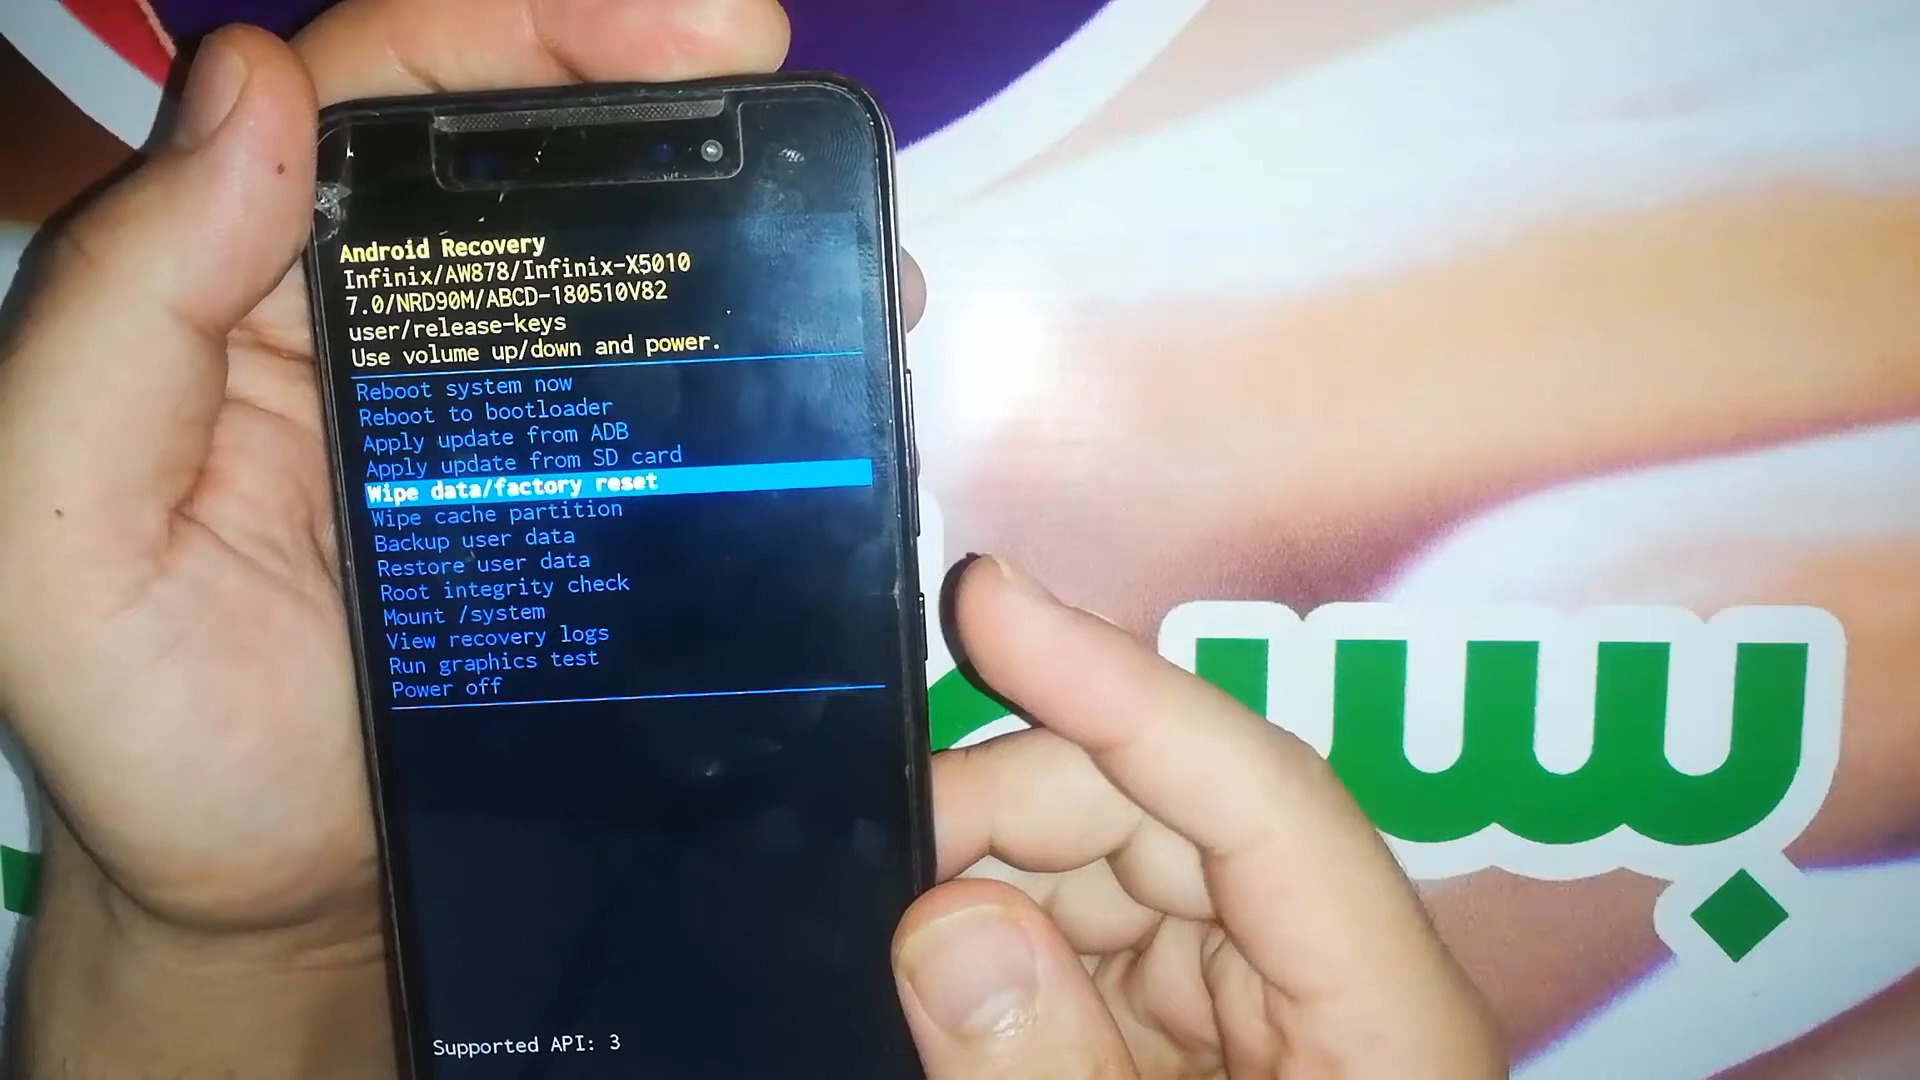 Android Recovery
Infinix/AW878/Infinix-X5010
7.0/NRD90M/ABCD-180510V82
user/release-keys
Use volume up/down and power.
Reboot system now
Reboot to bootloader
Apply update from ADB
Apply update from SD card
Wipe data/factory reset
Wipe cache partition
Backup user data
Restore user data
Root integrity check
Mount /system
View recovery logs
Run graphics test
Power off
Supported API: 3